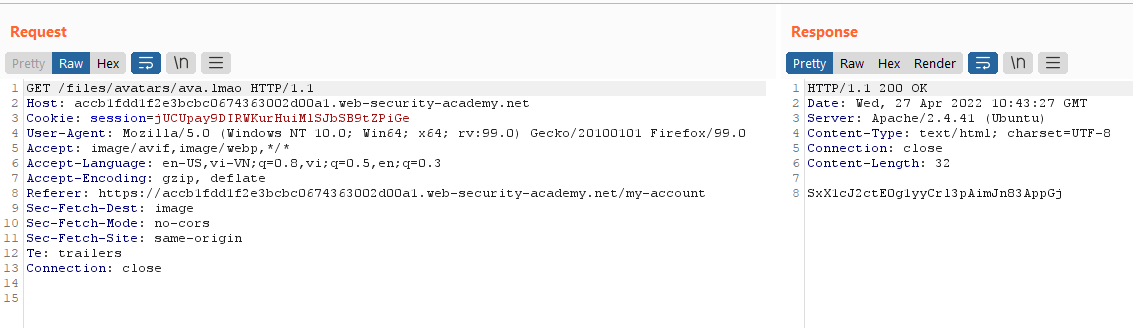 Request
Pretty Raw Hex \n
1 GET /files/avatars/ava.lmao HTTP/1.1
2 Host: accb1fdd1f2e3bcbc0674363002d00a1.web-security-academy.net
3 Cookie: session=jUCUpay9DIRWKurHuiMlSJbSB9tZPiGe
4 User-Agent: Mozilla/5.0 (Windows NT 10.0; Win64; x64; rv:99.0) Gecko/20100101 Firefox/99.0
5 Accept: image/avif,image/webp,*/*
6 Accept-Language: en-US,vi-VN;q=0.8,vi;q=0.5,en;q=0.3
7 Accept-Encoding: gzip, deflate
8 Referer: https://accb1fdd1f2e3bcbc0674363002d00a1.web-security-academy.net/my-account
9 Sec-Fetch-Dest: image
10 Sec-Fetch-Mode: no-cors
11 Sec-Fetch-Site: same-origin
12 Te: trailers
13 Connection: close
14
15
Response
Pretty Raw Hex Render \n
1 HTTP/1.1 200 OK
2 Date: Wed, 27 Apr 2022 10:43:27 GMT
3 Server: Apache/2.4.41 (Ubuntu)
4 Content-Type: text/html; charset=UTF-8
5 Connection: close
6 Content-Length: 32
7
8 SxX1cJ2ctEOg1yyCrl3pAimJn83AppGj